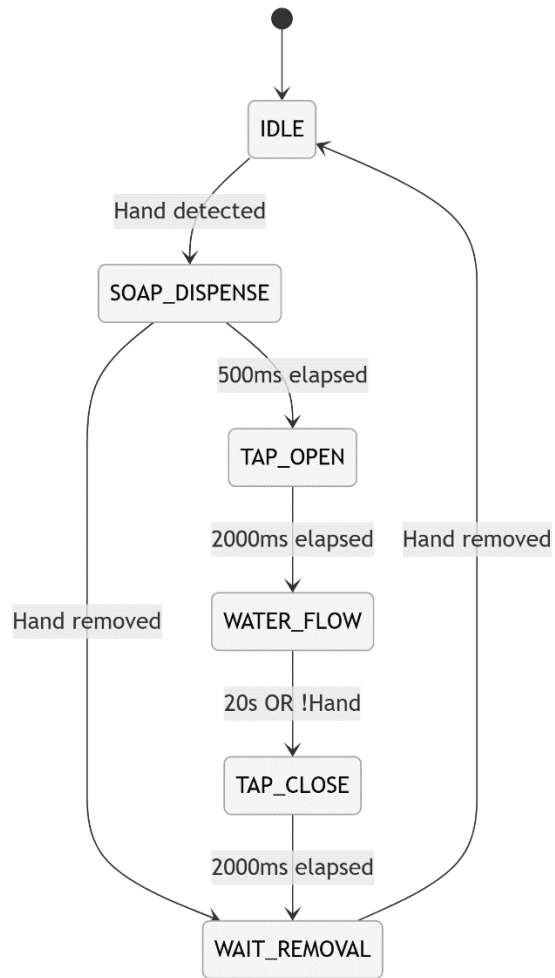 IDLE
Hand detected
SOAP_DISPENSE
500ms elapsed
TAP_OPEN
2000ms elapsed
Hand removed
Hand removed
WATER_FLOW
20s OR !Hand
TAP_CLOSE
2000ms elapsed
WAIT_REMOVAL